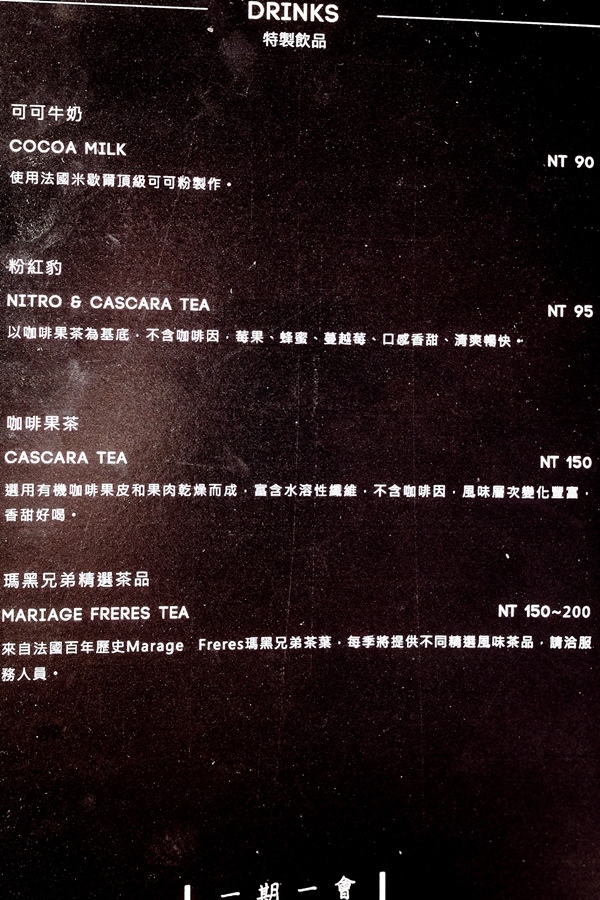 DRINKS
特製飲品
可可牛奶
COCOA MILK NT 90
使用法國米歇爾頂級可可粉製作。
粉紅豹
NITRO & CASCARA TEA NT 95
以咖啡果茶為基底，不含咖啡因，莓果、蜂蜜、蔓越莓、口感香甜、清爽暢快。
咖啡果茶
CASCARA TEA NT 150
選用有機咖啡果皮和果肉乾燥而成，富含水溶性纖維，不含咖啡因，風味層次變化豐富，
香甜好喝。
瑪黑兄弟精選茶品
MARIAGE FRERES TEA NT 150~200
來自法國百年歷史Marage Freres瑪黑兄弟茶葉，每季將提供不同精選風味茶品，請洽服
務人員。
一期一會